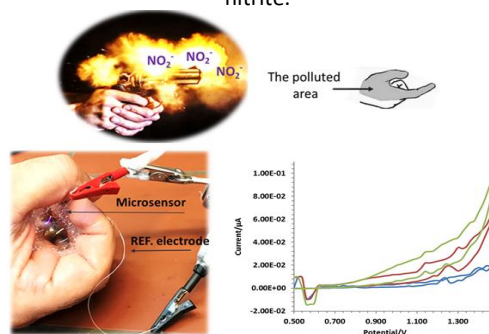 nitrite.
NO₂⁻
NO₂⁻
NO₂⁻
The polluted
area
Microsensor
REF. electrode
Current/µA
1.00E-01
8.00E-02
6.00E-02
4.00E-02
2.00E-02
0.00E+00
-2.00E-02
0.500
0.700
0.900
1.100
1.300
Potential/V